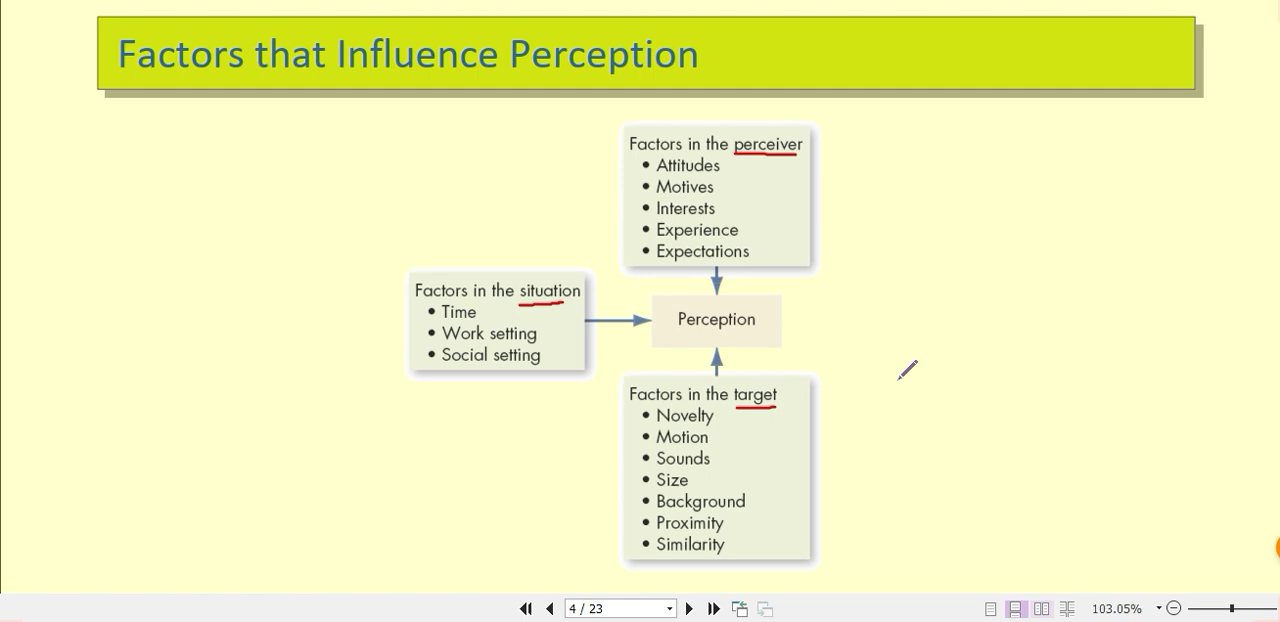 Factors that Influence Perception
Factors in the perceiver
• Attitudes
• Motives
• Interests
• Experience
• Expectations
Factors in the situation
• Time
• Work setting
• Social setting
Perception
Factors in the target
• Novelty
• Motion
• Sounds
• Size
• Background
• Proximity
• Similarity
4 / 23
103.05%